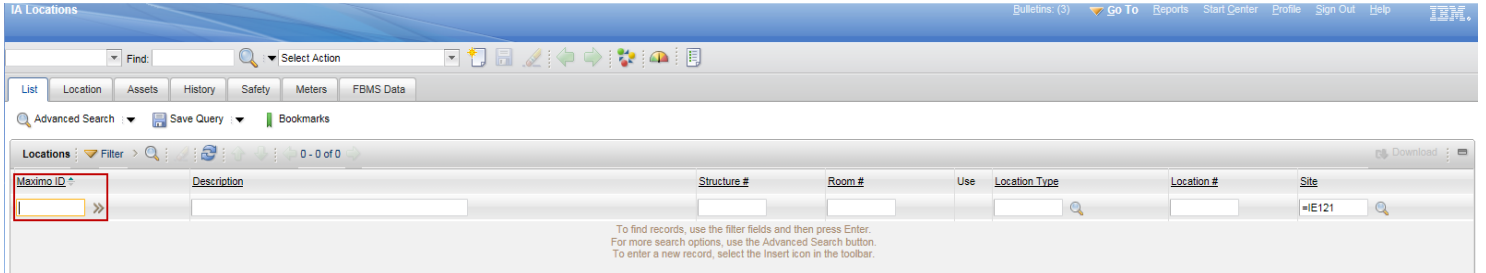 IA Locations Bulletins: (3) Go To Reports Start Center Profile Sign Out Help IBM.
Find: Select Action
List Location Assets History Safety Meters FBMS Data
Advanced Search Save Query Bookmarks
Locations Filter > 0 - 0 of 0 Download
Maximo ID Description Structure # Room # Use Location Type Location # Site
=IE121
To find records, use the filter fields and then press Enter.
For more search options, use the Advanced Search button.
To enter a new record, select the Insert icon in the toolbar.